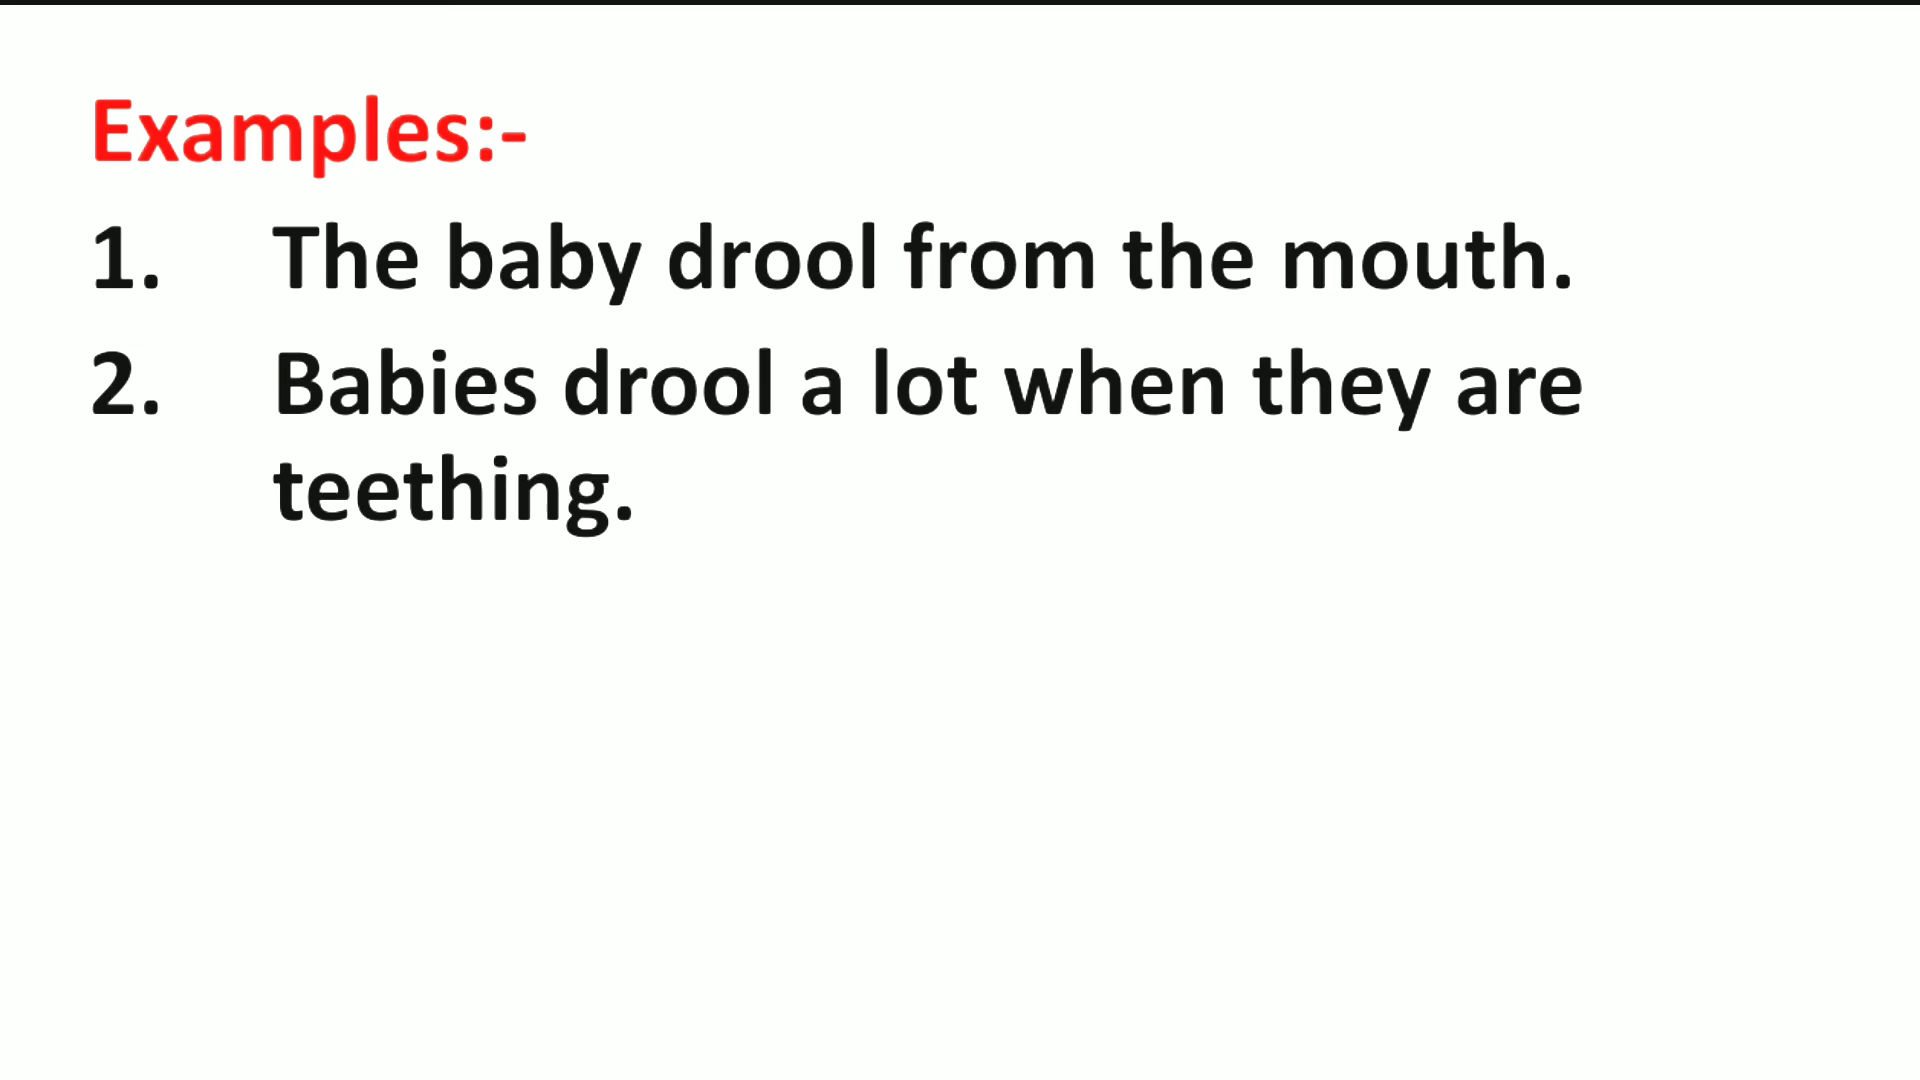 Examples:-
1. The baby drool from the mouth.
2. Babies drool a lot when they are
teething.